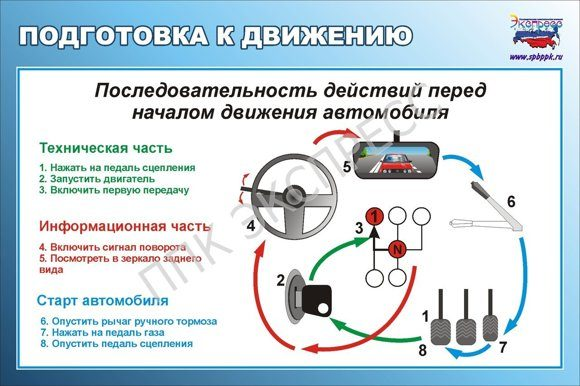 ПОДГОТОВКА К ДВИЖЕНИЮ
Экспресс
www.spbppk.ru
Последовательность действий перед
началом движения автомобиля
Техническая часть
1. Нажать на педаль сцепления
2. Запустить двигатель
3. Включить первую передачу
Информационная часть
4. Включить сигнал поворота
5. Посмотреть в зеркало заднего
вида
Старт автомобиля
6. Опустить рычаг ручного тормоза
7. Нажать на педаль газа
8. Опустить педаль сцепления
5
6
4
3
1
N
2
1
8
7
ППК ЭКСПРЕСС